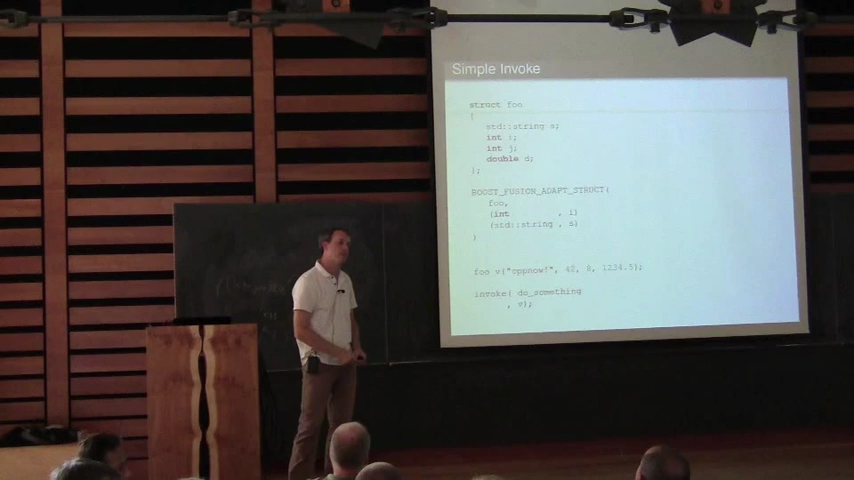 Simple Invoke
struct foo
{
std::string s;
int i;
int j;
double d;
};
BOOST_FUSION_ADAPT_STRUCT(
foo,
(int , i)
(std::string , s)
)
foo v{"cppnow!", 42, 8, 1234.5};
invoke( do_something
, v);